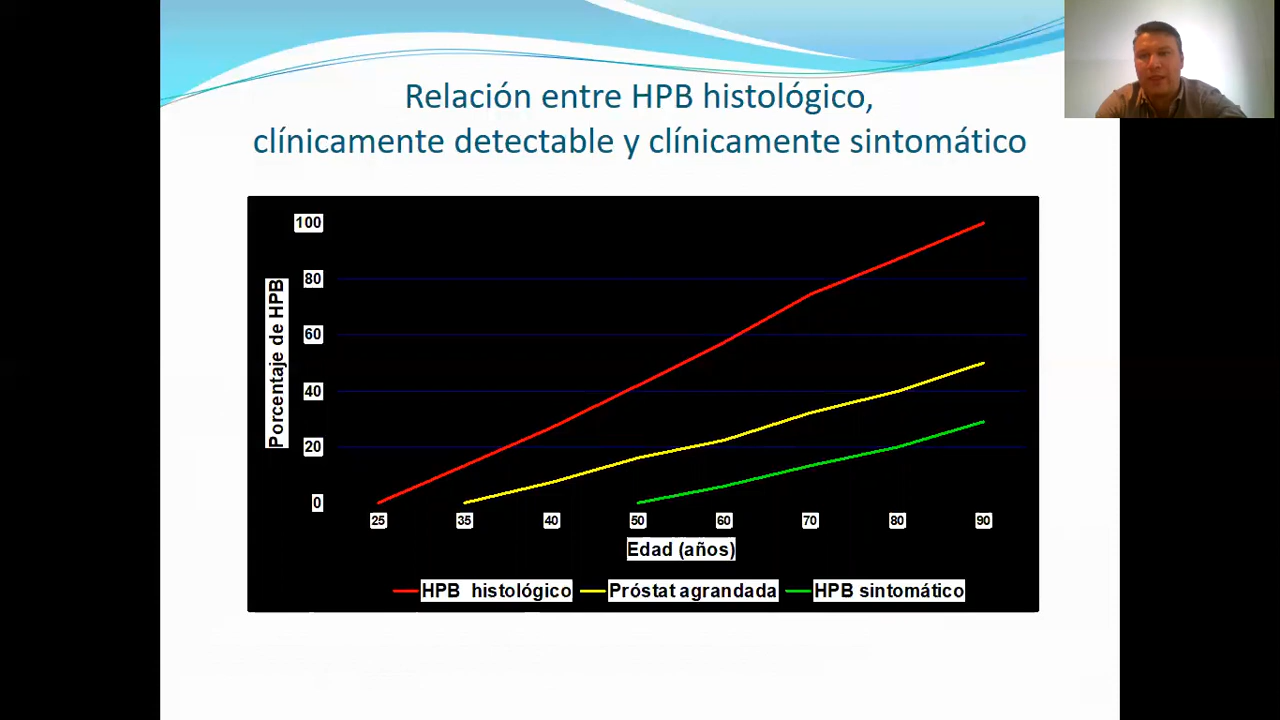 Relación entre HPB histológico,
clínicamente detectable y clínicamente sintomático
Porcentaje de HPB
100
80
60
40
20
0
25 35 40 50 60 70 80 90
Edad (años)
HPB histológico Próstat agrandada HPB sintomático